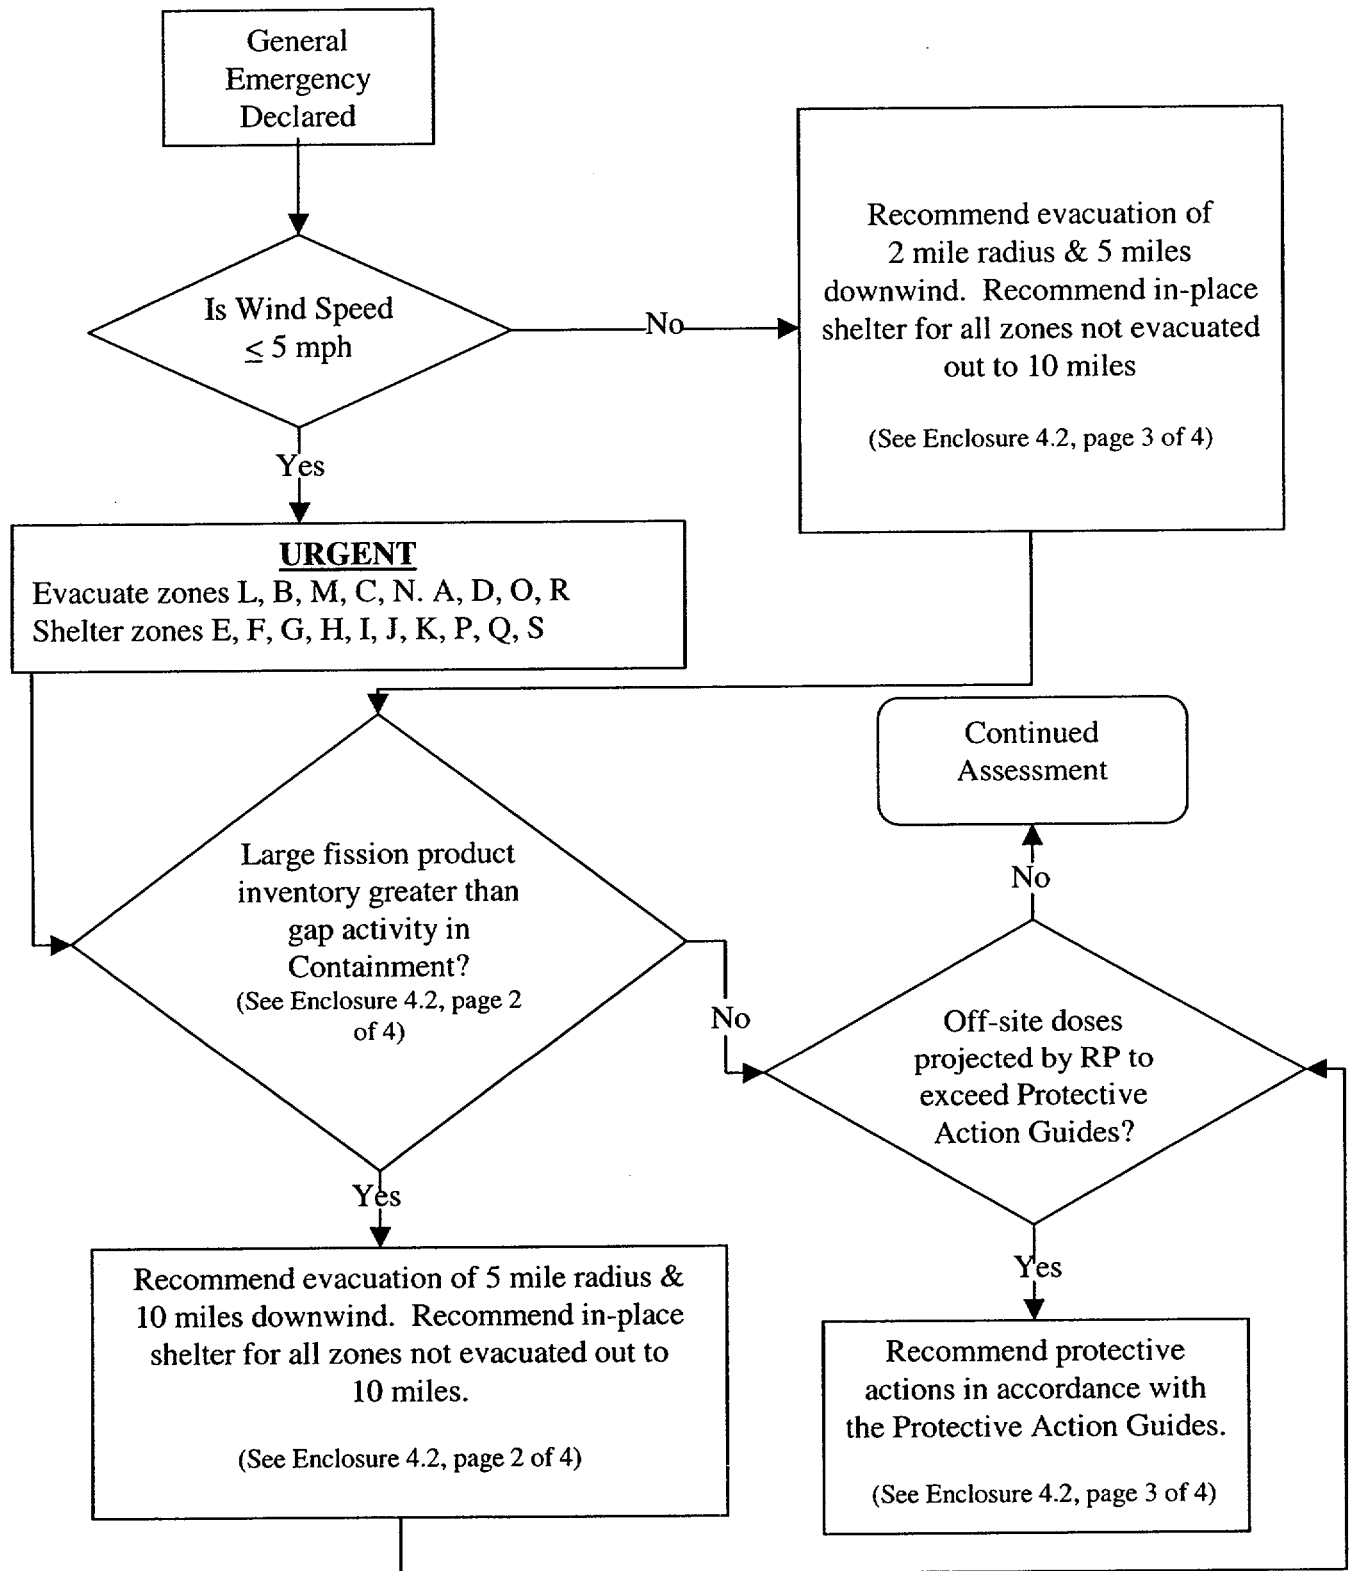 General
Emergency
Declared
Is Wind Speed
≤ 5 mph
No
Recommend evacuation of
2 mile radius & 5 miles
downwind. Recommend in-place
shelter for all zones not evacuated
out to 10 miles
(See Enclosure 4.2, page 3 of 4)
Yes
URGENT
Evacuate zones L, B, M, C, N. A, D, O, R
Shelter zones E, F, G, H, I, J, K, P, Q, S
Large fission product
inventory greater than
gap activity in
Containment?
(See Enclosure 4.2, page 2
of 4)
No
Continued
Assessment
No
Off-site doses
projected by RP to
exceed Protective
Action Guides?
Yes
Recommend evacuation of 5 mile radius &
10 miles downwind. Recommend in-place
shelter for all zones not evacuated out to
10 miles.
(See Enclosure 4.2, page 2 of 4)
Yes
Recommend protective
actions in accordance with
the Protective Action Guides.
(See Enclosure 4.2, page 3 of 4)